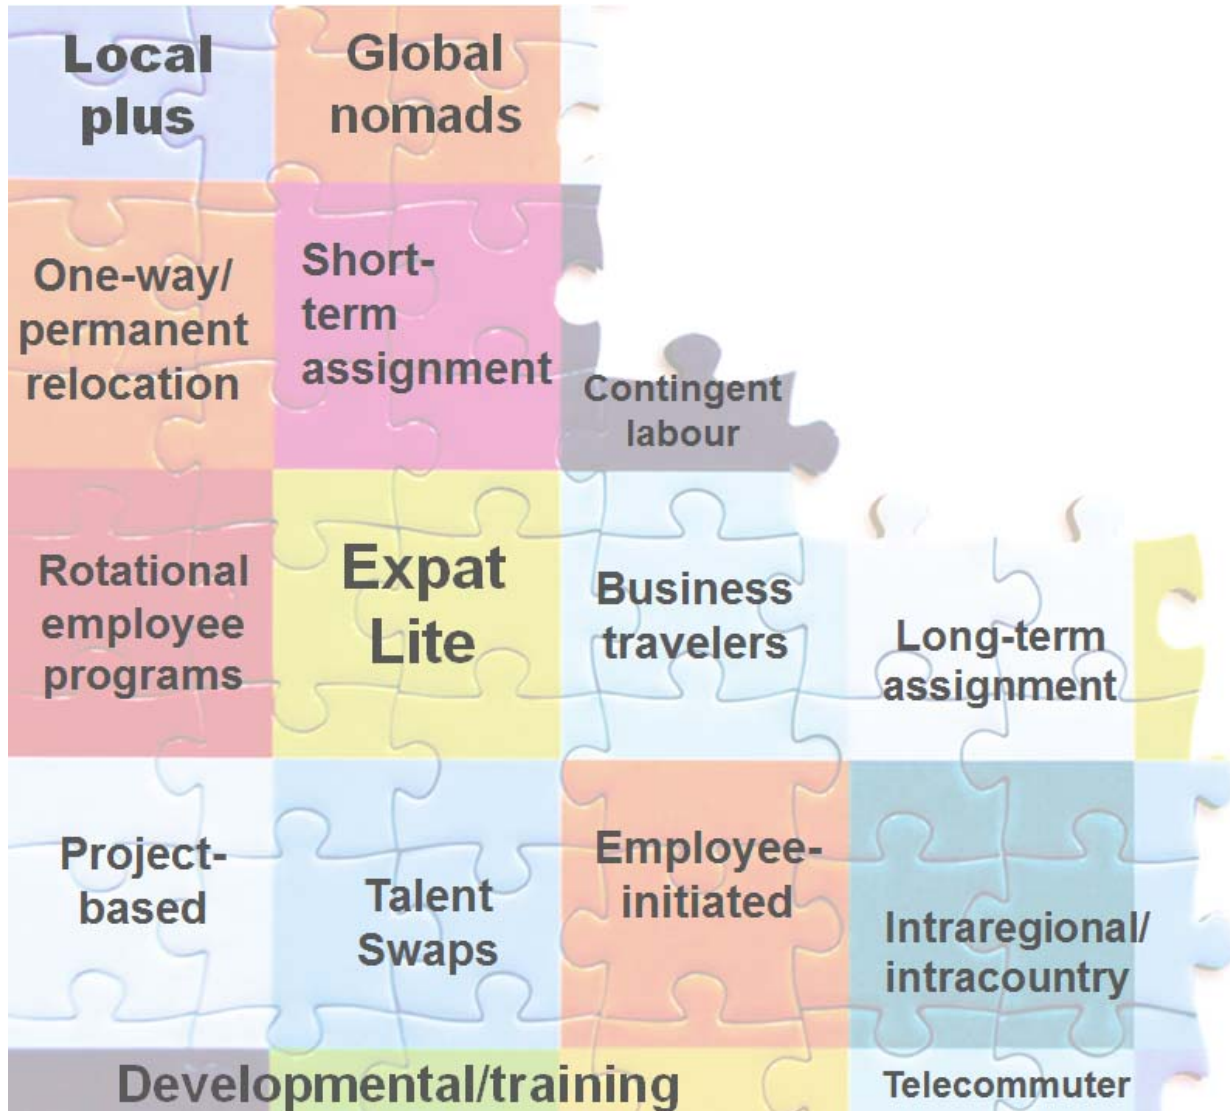 Local
plus
Global
nomads
One-way/
permanent
relocation
Short-
term
assignment
Contingent
labour
Rotational
employee
programs
Expat
Lite
Business
travelers
Long-term
assignment
Project-
based
Talent
Swaps
Employee-
initiated
Intraregional/
intracountry
Developmental/training
Telecommuter